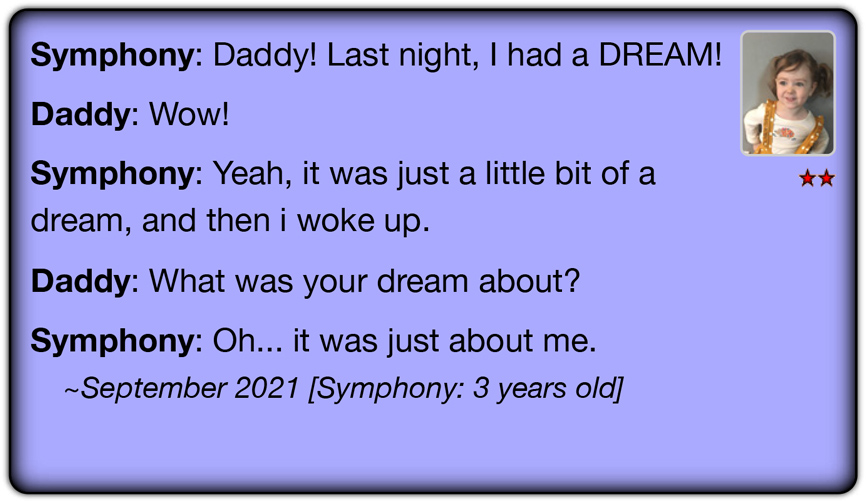 Symphony: Daddy! Last night, I had a DREAM!
Daddy: Wow!
Symphony: Yeah, it was just a little bit of a
dream, and then i woke up.
Daddy: What was your dream about?
Symphony: Oh... it was just about me.
~September 2021 [Symphony: 3 years old]